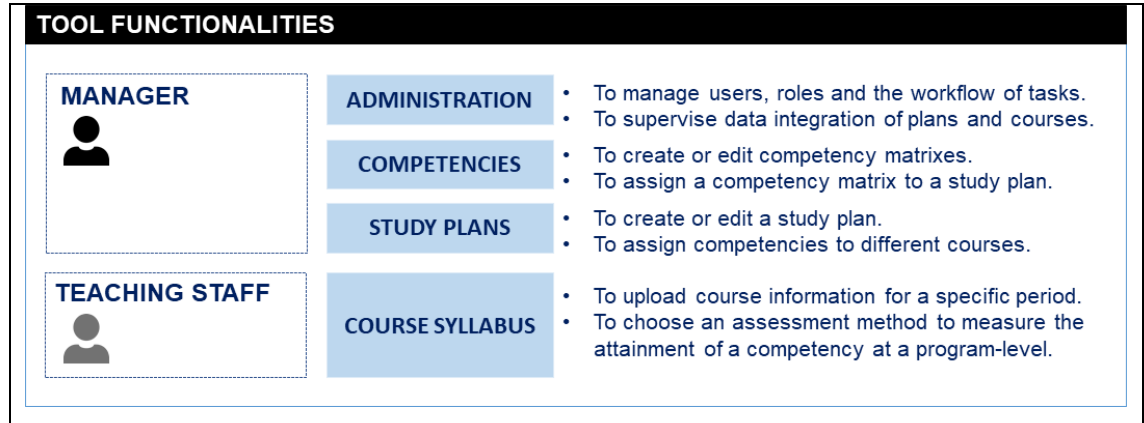 TOOL FUNCTIONALITIES
MANAGER
ADMINISTRATION
• To manage users, roles and the workflow of tasks.
• To supervise data integration of plans and courses.
COMPETENCIES
• To create or edit competency matrixes.
• To assign a competency matrix to a study plan.
STUDY PLANS
• To create or edit a study plan.
• To assign competencies to different courses.
TEACHING STAFF
COURSE SYLLABUS
• To upload course information for a specific period.
• To choose an assessment method to measure the
attainment of a competency at a program-level.